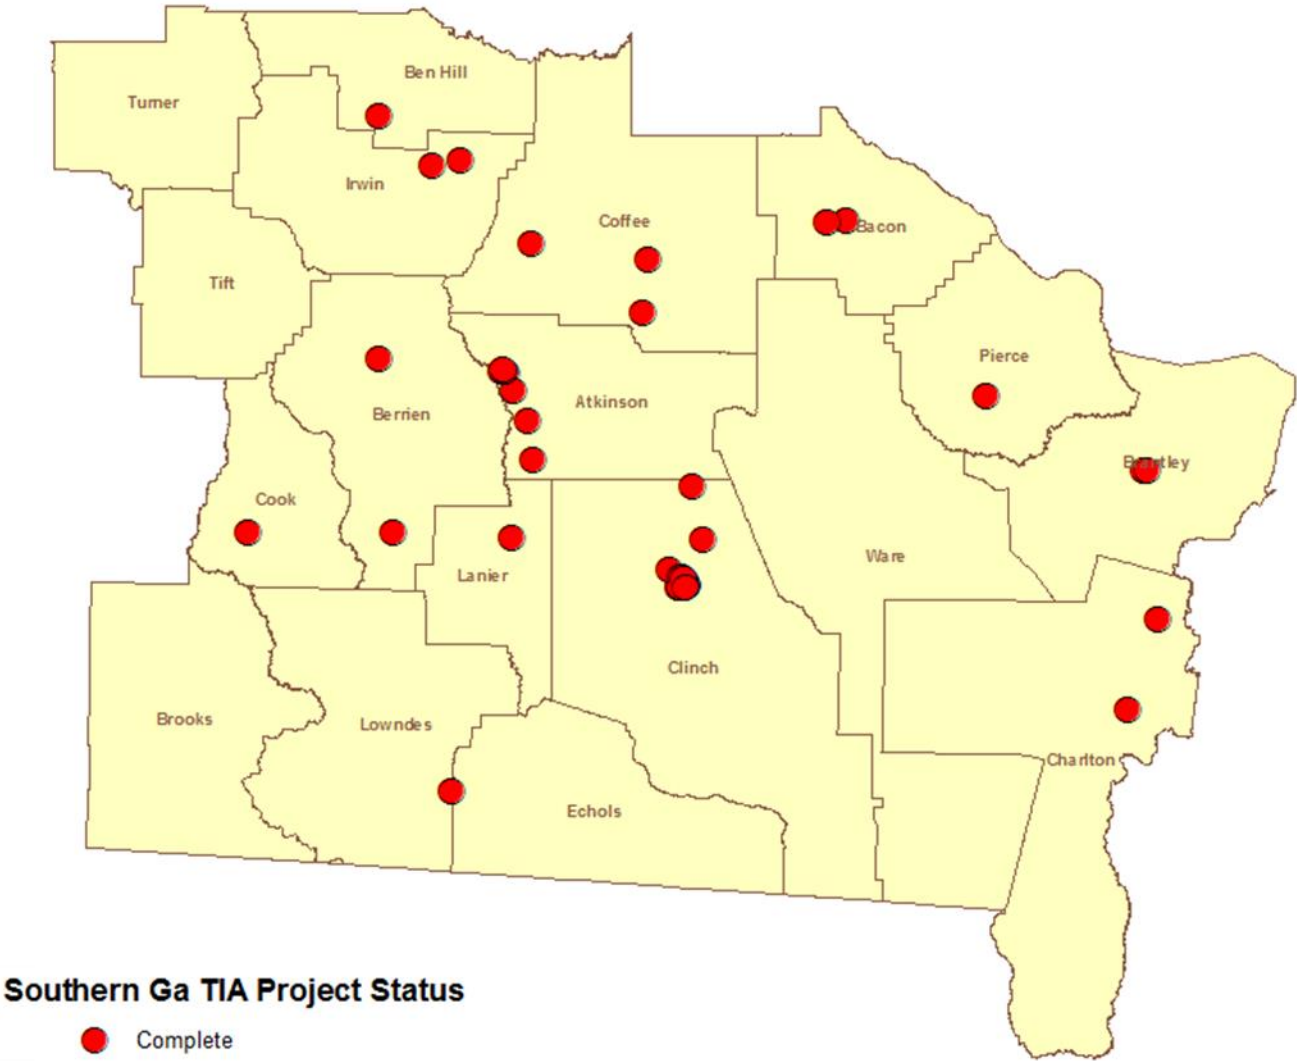 Ben Hill
Turner
Irwin
Coffee
Bacon
Tift
Pierce
Atkinson
Berrien
Brantley
Cook
Ware
Lanier
Clinch
Brooks
Lowndes
Charlton
Echols
Southern Ga TIA Project Status
Complete